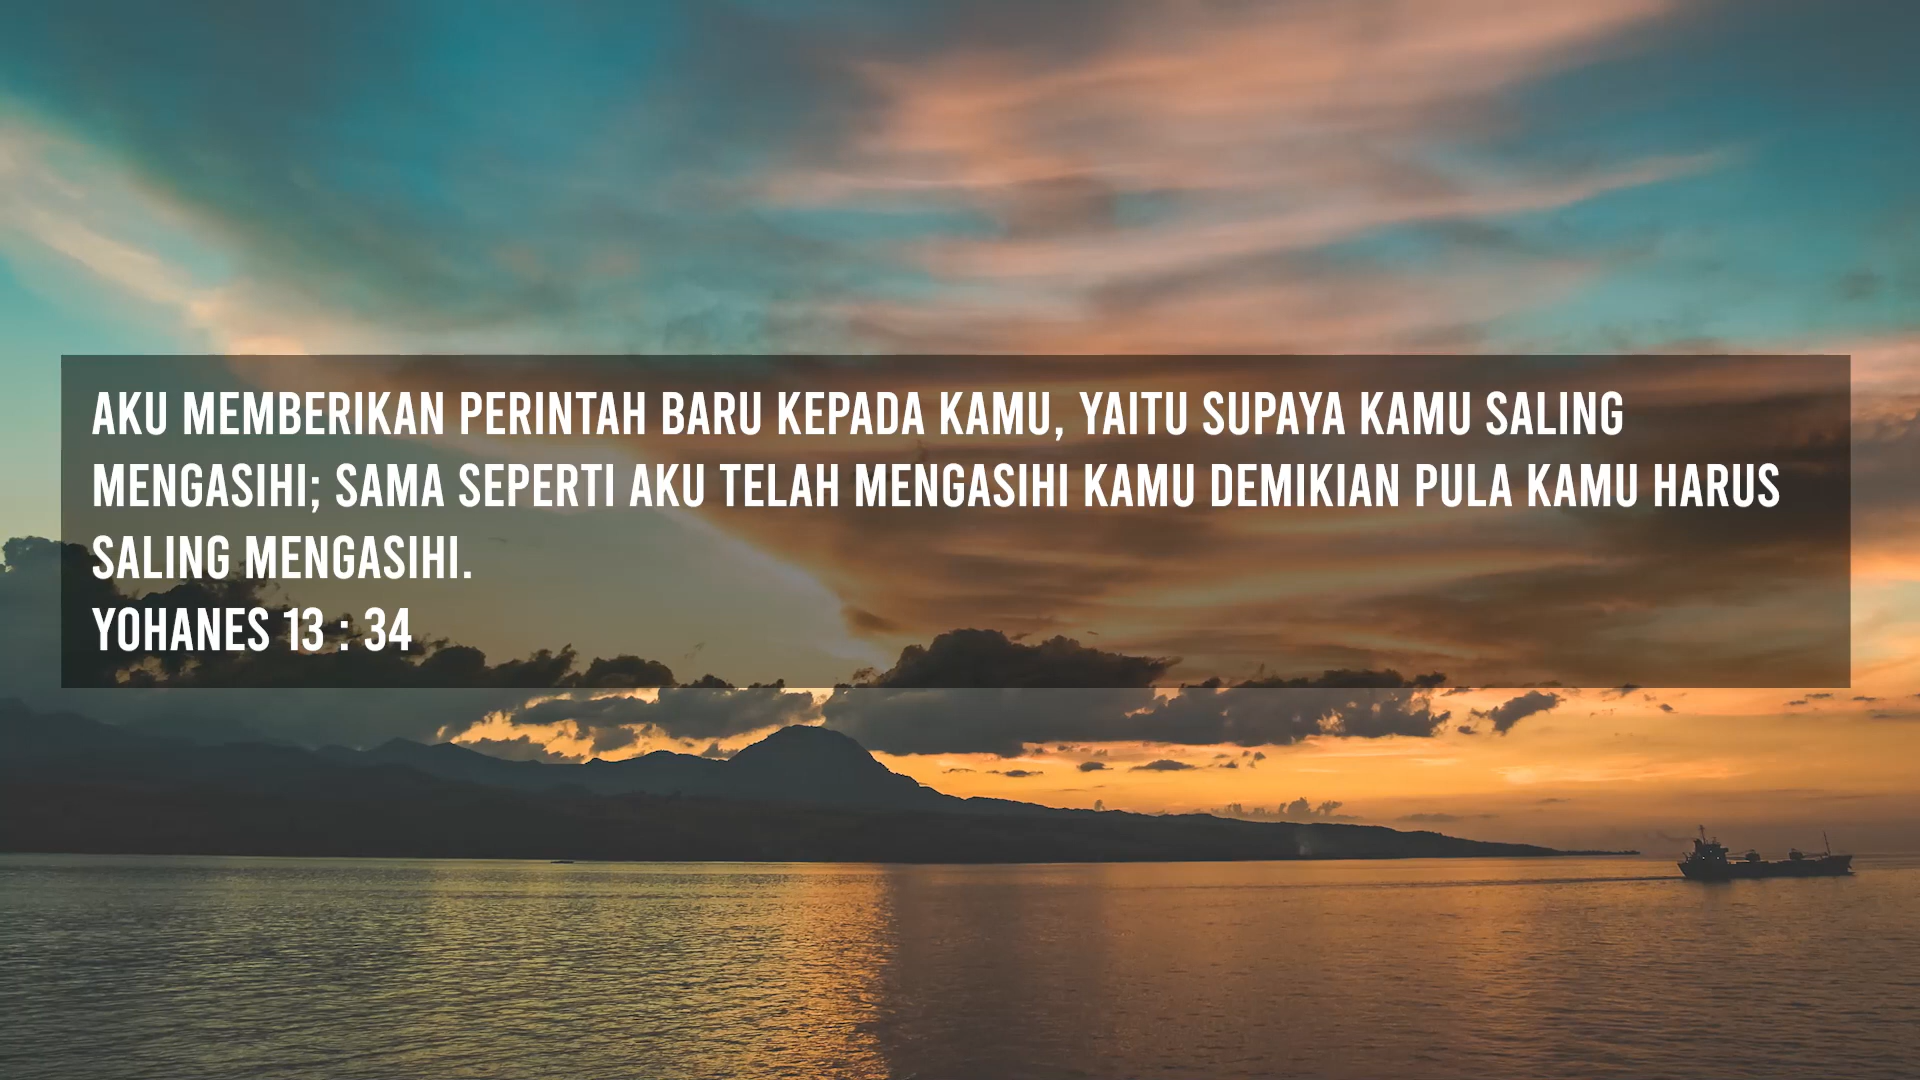 AKU MEMBERIKAN PERINTAH BARU KEPADA KAMU, YAITU SUPAYA KAMU SALING
MENGASIHI; SAMA SEPERTI AKU TELAH MENGASIHI KAMU DEMIKIAN PULA KAMU HARUS
SALING MENGASIHI.
YOHANES 13 : 34